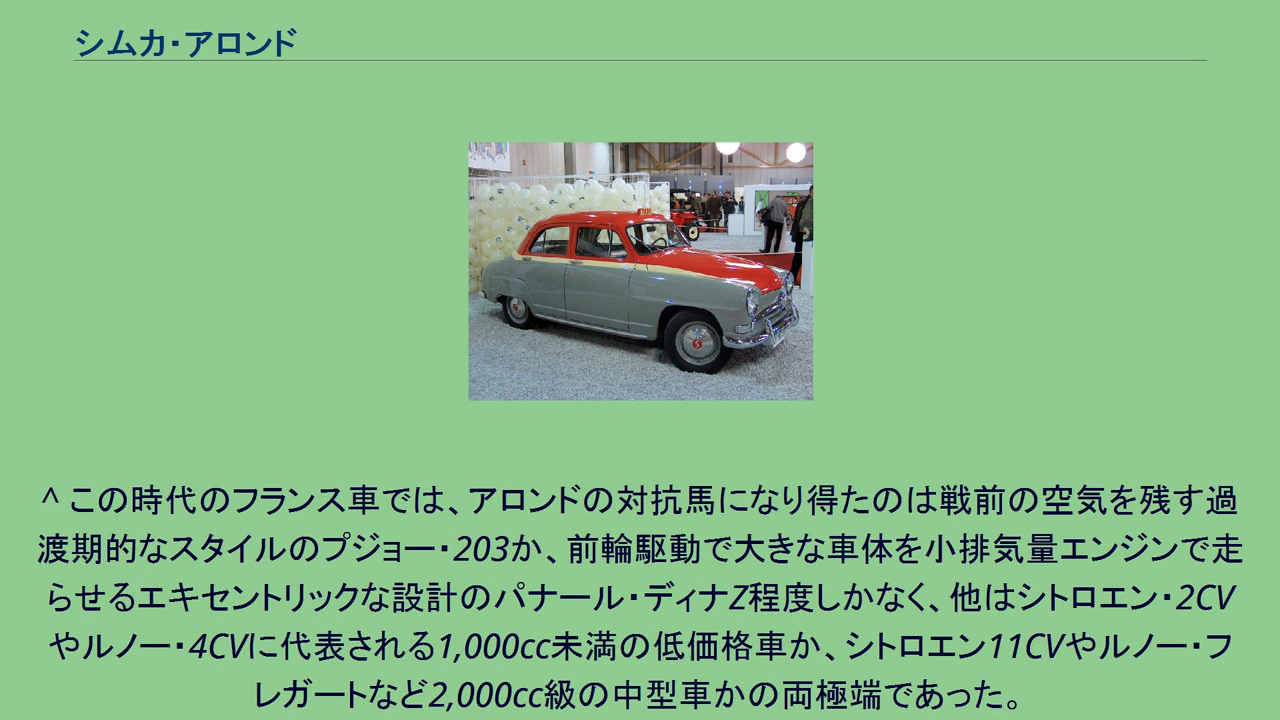 シムカ・アロンド
^ この時代のフランス車では、アロンドの対抗馬になり得たのは戦前の空気を残す過
渡期的なスタイルのプジョー・203か、前輪駆動で大きな車体を小排気量エンジンで走
らせるエキセントリックな設計のパナール・ディナZ程度しかなく、他はシトロエン・2CV
やルノー・4CVに代表される1,000cc未満の低価格車か、シトロエン11CVやルノー・フ
レガートなど2,000cc級の中型車かの両極端であった。